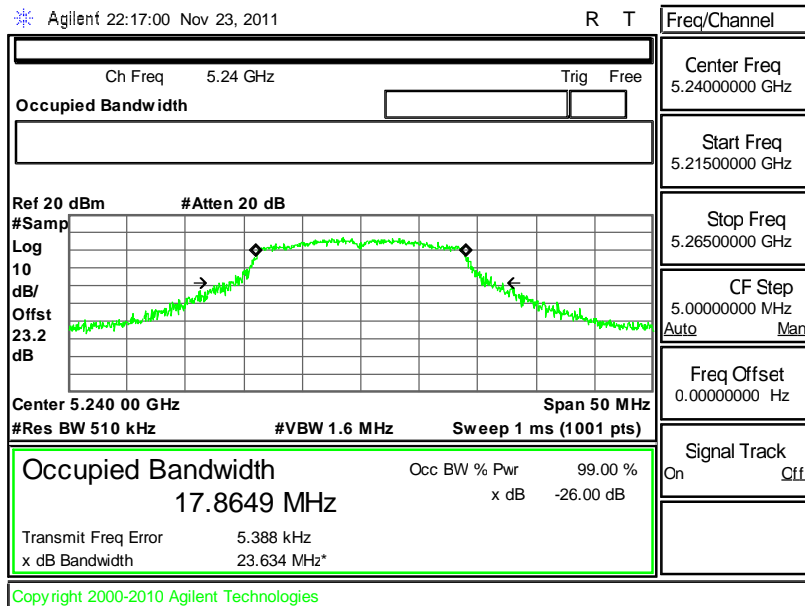 Agilent 22:17:00 Nov 23, 2011 R T
Freq/Channel
Ch Freq 5.24 GHz Trig Free
Occupied Bandwidth
Center Freq
5.24000000 GHz
Start Freq
5.21500000 GHz
Stop Freq
5.26500000 GHz
CF Step
5.00000000 MHz
Auto Man
Freq Offset
0.00000000 Hz
Signal Track
On Off
Ref 20 dBm #Atten 20 dB
#Samp
Log
10
dB/
Offst
23.2
dB
Center 5.240 00 GHz Span 50 MHz
#Res BW 510 kHz #VBW 1.6 MHz Sweep 1 ms (1001 pts)
Occupied Bandwidth
17.8649 MHz
Occ BW % Pwr 99.00 %
x dB -26.00 dB
Transmit Freq Error 5.388 kHz
x dB Bandwidth 23.634 MHz*
Copyright 2000-2010 Agilent Technologies